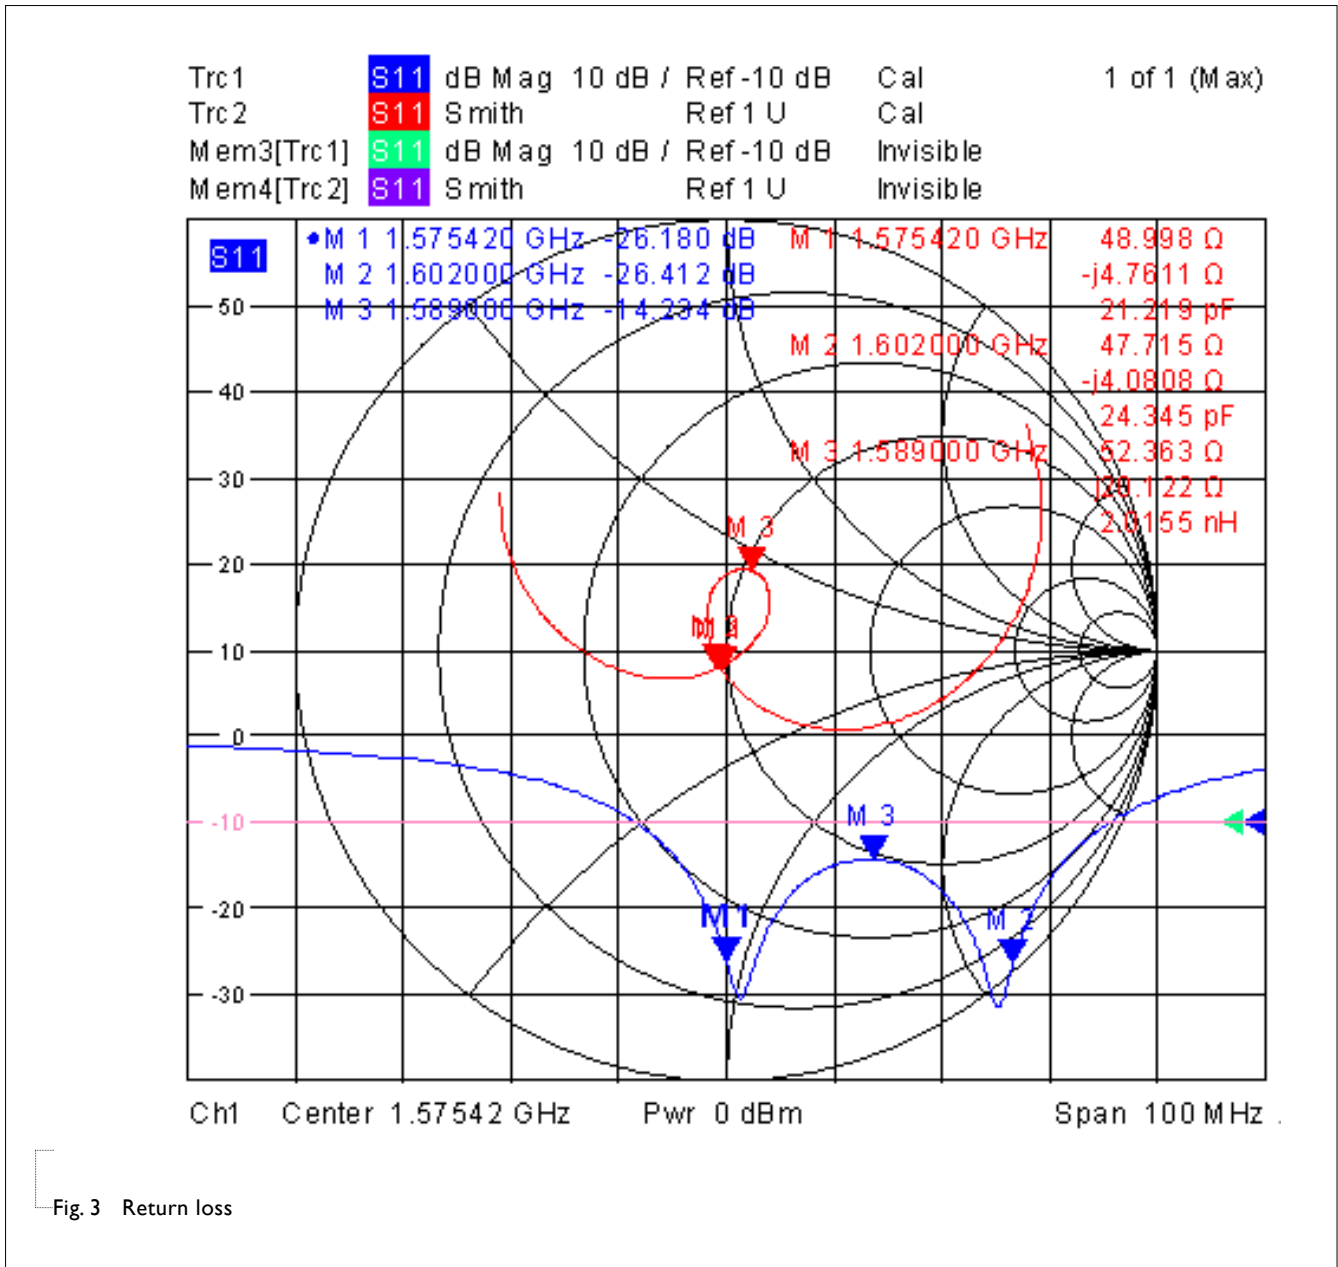 Trc1 S11 dB Mag 10 dB / Ref -10 dB Cal 1 of 1 (Max)
Trc2 S11 Smith Ref 1 U Cal
Mem3[Trc1] S11 dB Mag 10 dB / Ref -10 dB Invisible
Mem4[Trc2] S11 Smith Ref 1 U Invisible
S11
•M 1 1.575420 GHz -26.180 dB
M 2 1.602000 GHz -26.412 dB
M 3 1.589000 GHz -14.234 dB
M 1 1.575420 GHz 48.998 Ω
-j4.7611 Ω
21.219 pF
M 2 1.602000 GHz 47.715 Ω
-j4.0808 Ω
24.345 pF
M 3 1.589000 GHz 52.363 Ω
Ω
2.0155 nH
50
40
30
20
10
0
-10
-20
-30
M 3
M 3
M 1
M 2
Ch1 Center 1.57542 GHz Pwr 0 dBm Span 100 MHz
Fig. 3 Return loss